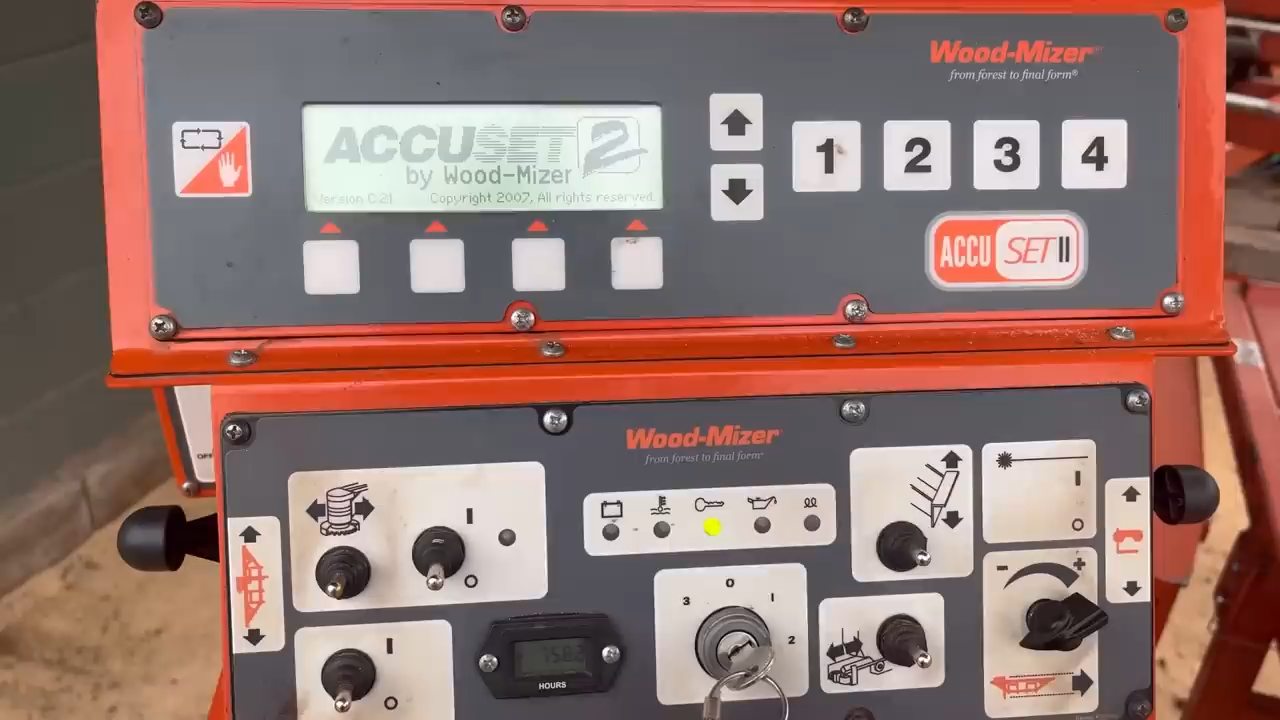 Wood-Mizer
from forest to final form®
ACCUSET 2
by Wood-Mizer
Version C.21 Copyright 2007, All rights reserved.
1 2 3 4
ACCU SET II
Wood-Mizer
from forest to final form
OFF
0
3 I
2
I
O
I
O
I
O
- +
HOURS